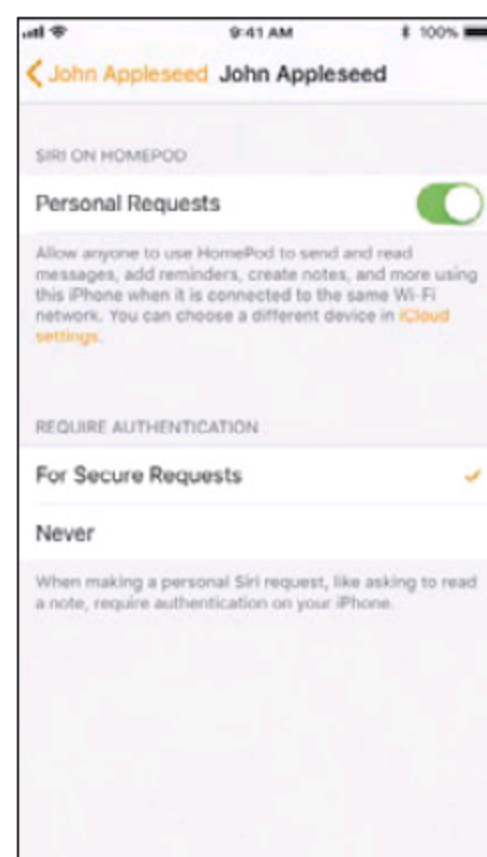 9:41 AM
100%
John Appleseed John Appleseed
SIRI ON HOMEPOD
Personal Requests
Allow anyone to use HomePod to send and read
messages, add reminders, create notes, and more using
this iPhone when it is connected to the same Wi-Fi
network. You can choose a different device in iCloud
settings.
REQUIRE AUTHENTICATION
For Secure Requests
Never
When making a personal Siri request, like asking to read
a note, require authentication on your iPhone.